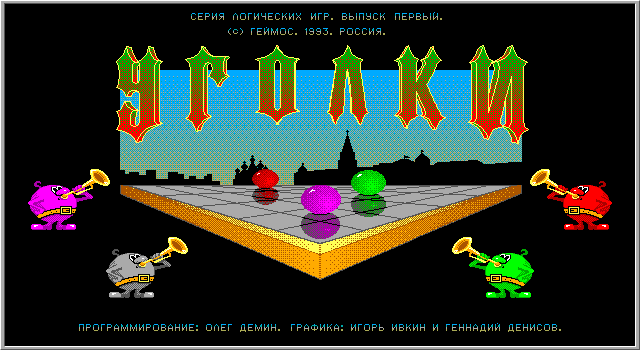 СЕРИЯ ЛОГИЧЕСКИХ ИГР. ВЫПУСК ПЕРВЫЙ.
(C) ГЕЙМОС. 1993. РОССИЯ.
УГОЛКИ
ПРОГРАММИРОВАНИЕ: ОЛЕГ ДЕМИН. ГРАФИКА: ИГОРЬ ИВКИН И ГЕННАДИЙ ДЕНИСОВ.